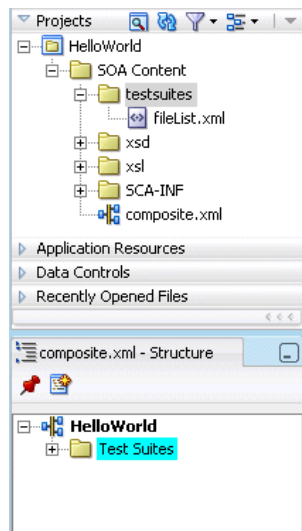 Projects
HelloWorld
SOA Content
testsuites
fileList.xml
xsd
xsl
SCA-INF
composite.xml
Application Resources
Data Controls
Recently Opened Files
composite.xml - Structure
HelloWorld
Test Suites